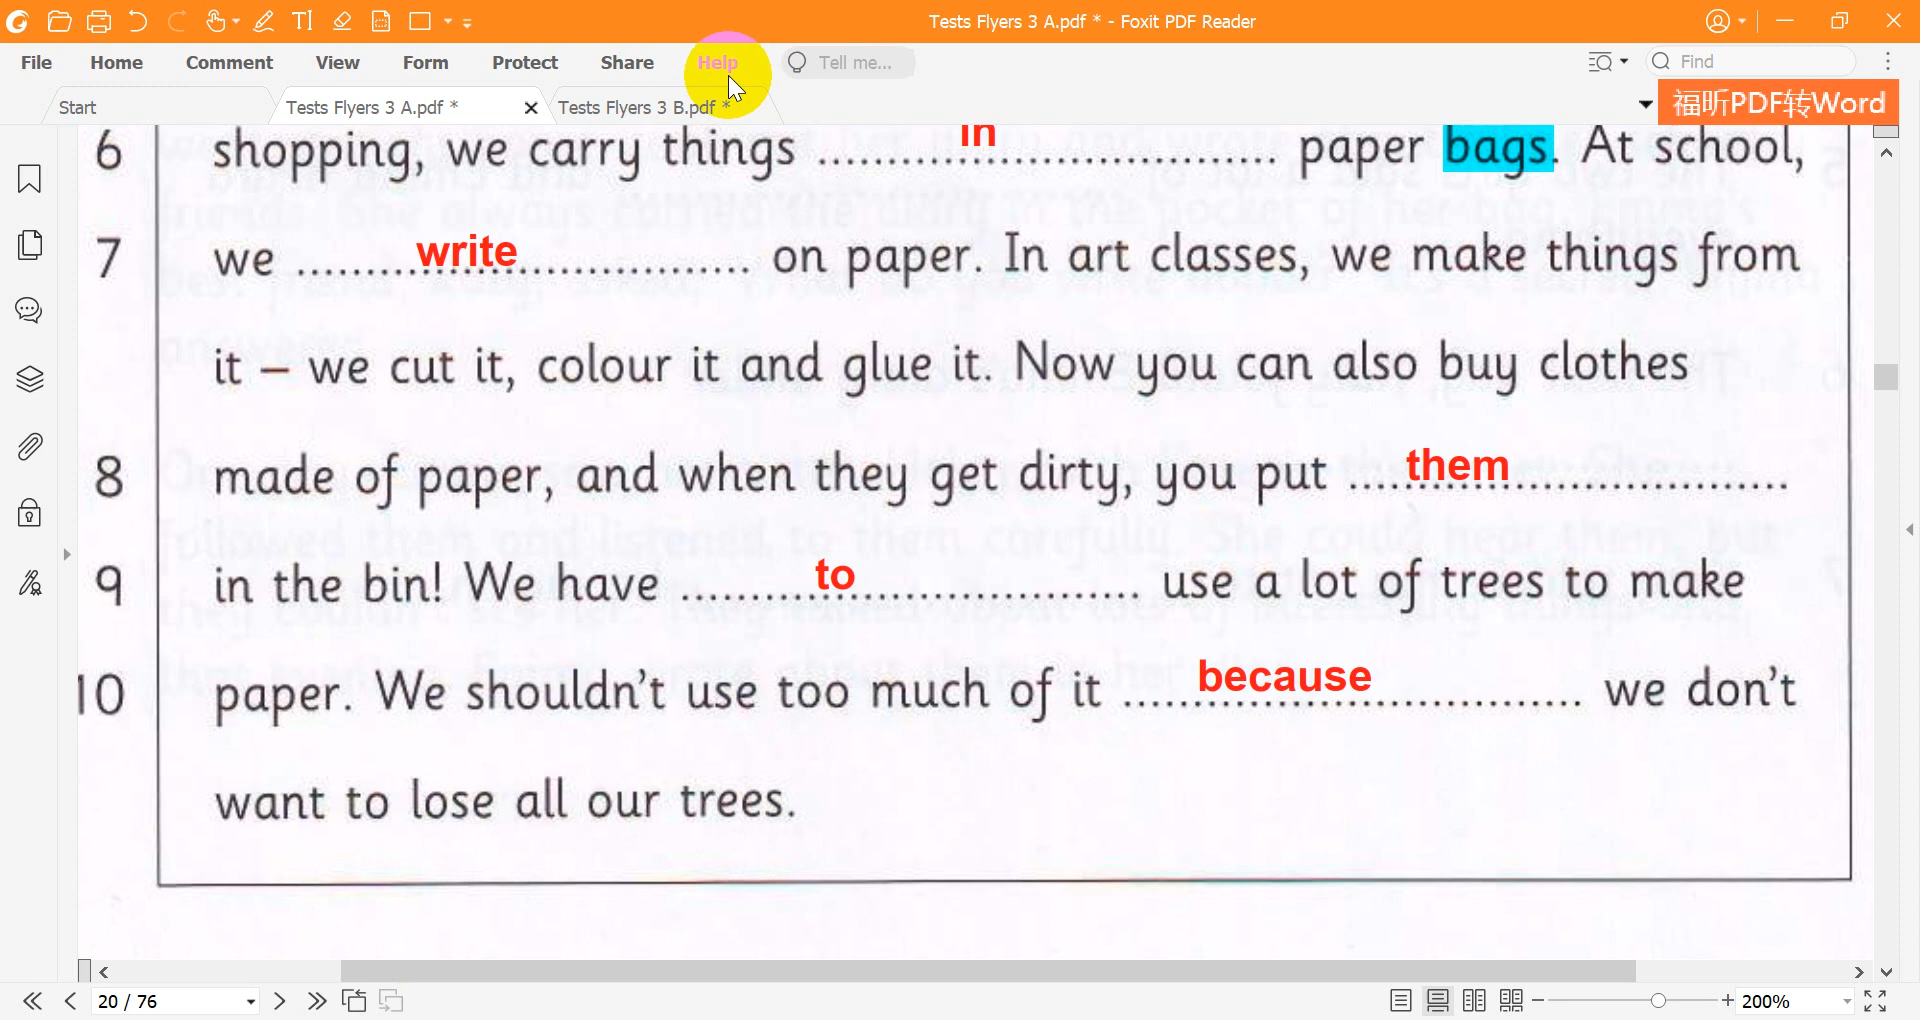 Tests Flyers 3 A.pdf * - Foxit PDF Reader
File Home Comment View Form Protect Share Help Tell me... Find
Start Tests Flyers 3 A.pdf * Tests Flyers 3 B.pdf * 福昕PDF转Word
6 shopping, we carry things in paper bags. At school,
7 we write on paper. In art classes, we make things from
it – we cut it, colour it and glue it. Now you can also buy clothes
8 made of paper, and when they get dirty, you put them
9 in the bin! We have to use a lot of trees to make
10 paper. We shouldn't use too much of it because we don't
want to lose all our trees.
20 / 76 200%